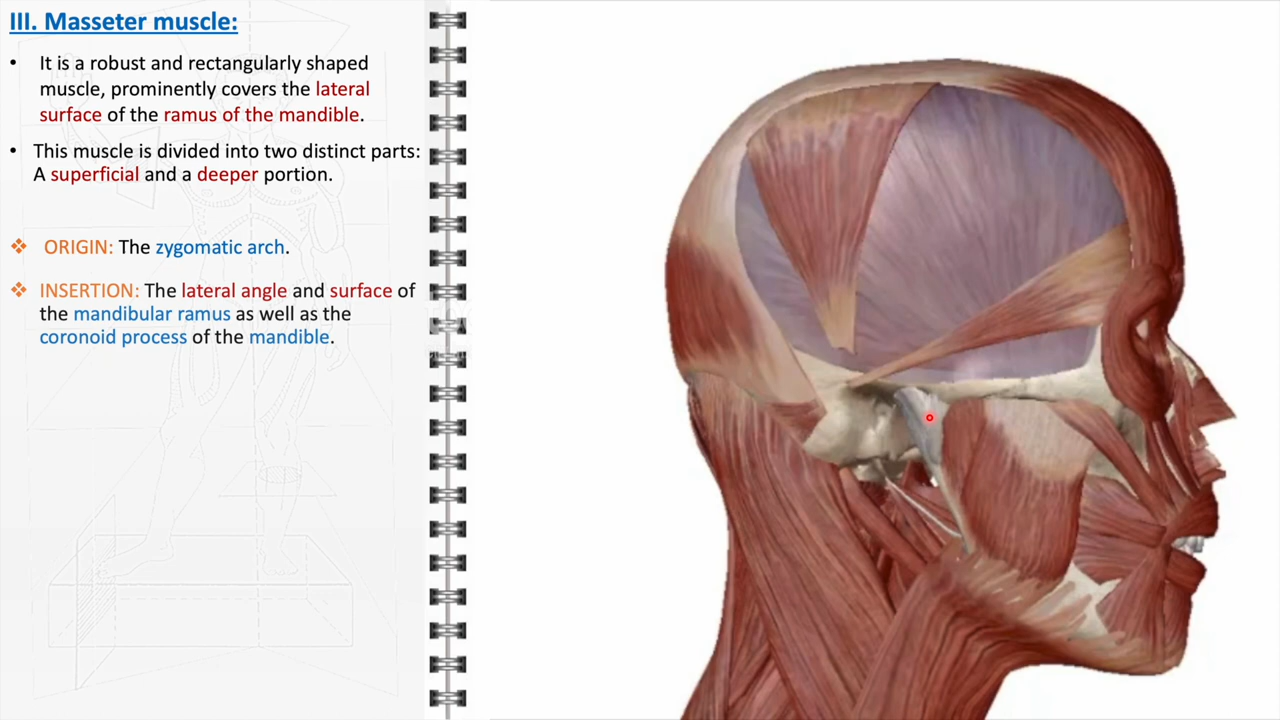 III. Masseter muscle:
• It is a robust and rectangularly shaped
muscle, prominently covers the lateral
surface of the ramus of the mandible.
• This muscle is divided into two distinct parts:
A superficial and a deeper portion.
❖ ORIGIN: The zygomatic arch.
❖ INSERTION: The lateral angle and surface of
the mandibular ramus as well as the
coronoid process of the mandible.